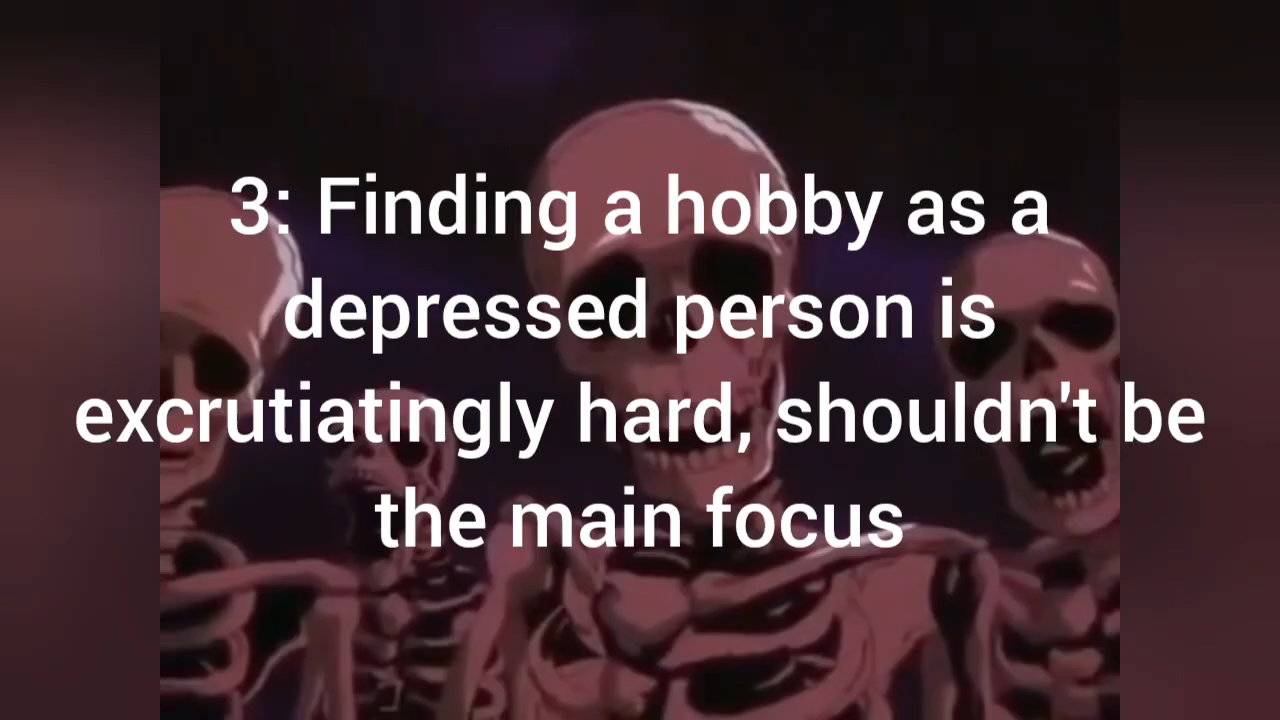 3: Finding a hobby as a
depressed person is
excrutiatingly hard, shouldn't be
the main focus